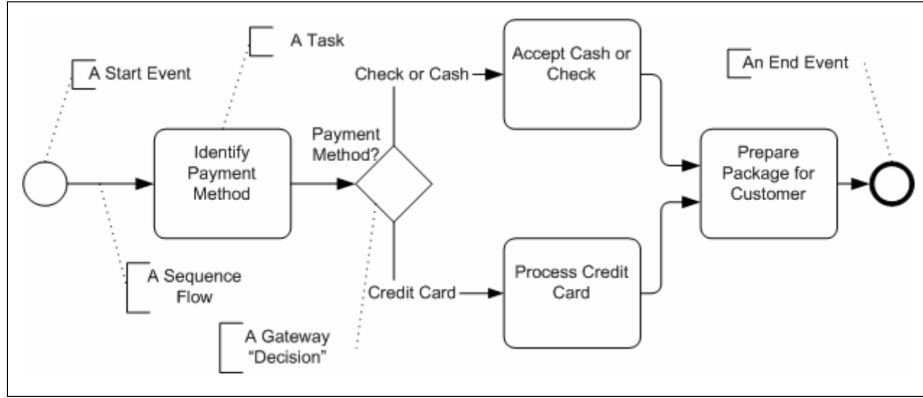 A Start Event
A Task
Accept Cash or
Check
Check or Cash
An End Event
Identify
Payment
Method
Payment
Method?
Prepare
Package for
Customer
A Sequence
Flow
Credit Card
Process Credit
Card
A Gateway
"Decision"